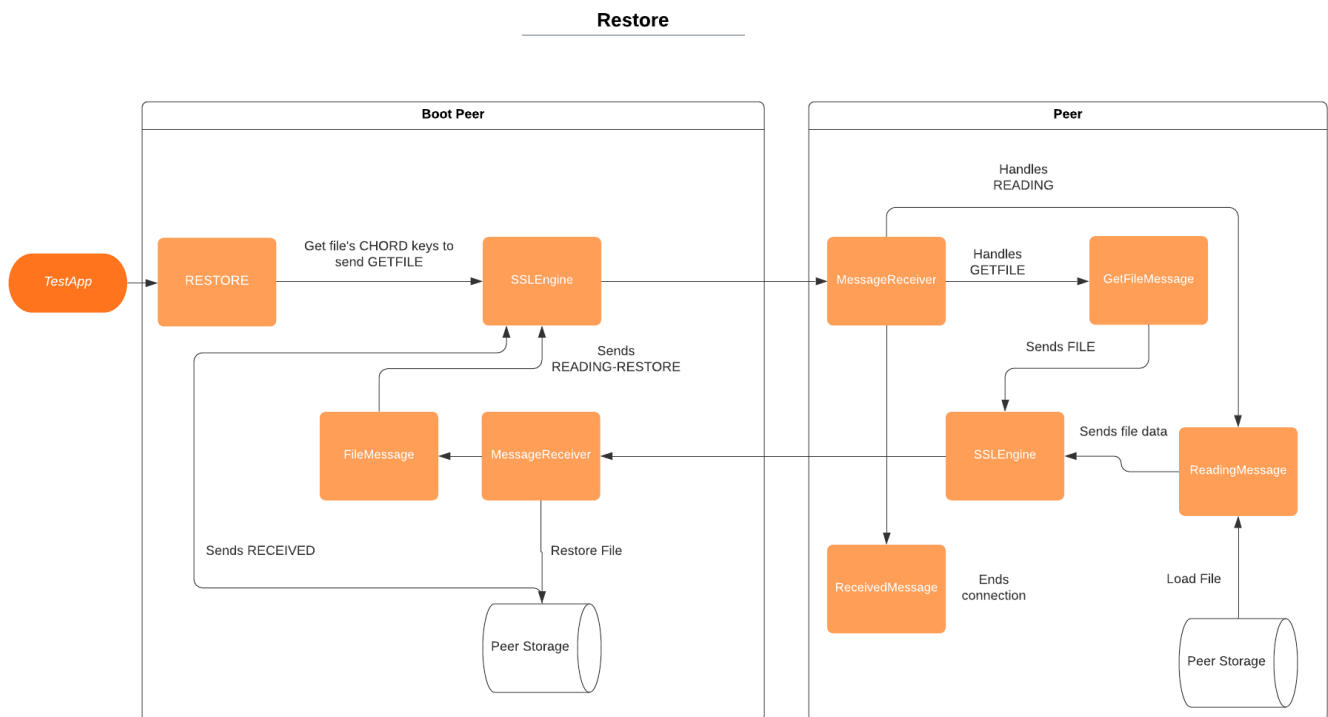 Restore
Boot Peer
Peer
Handles
READING
Get file's CHORD keys to
send GETFILE
Handles
GETFILE
TestApp
RESTORE
SSLEngine
MessageReceiver
GetFileMessage
Sends
READING-RESTORE
Sends FILE
Sends file data
FileMessage
MessageReceiver
SSLEngine
ReadingMessage
Sends RECEIVED
Restore File
ReceivedMessage
Ends
connection
Load File
Peer Storage
Peer Storage